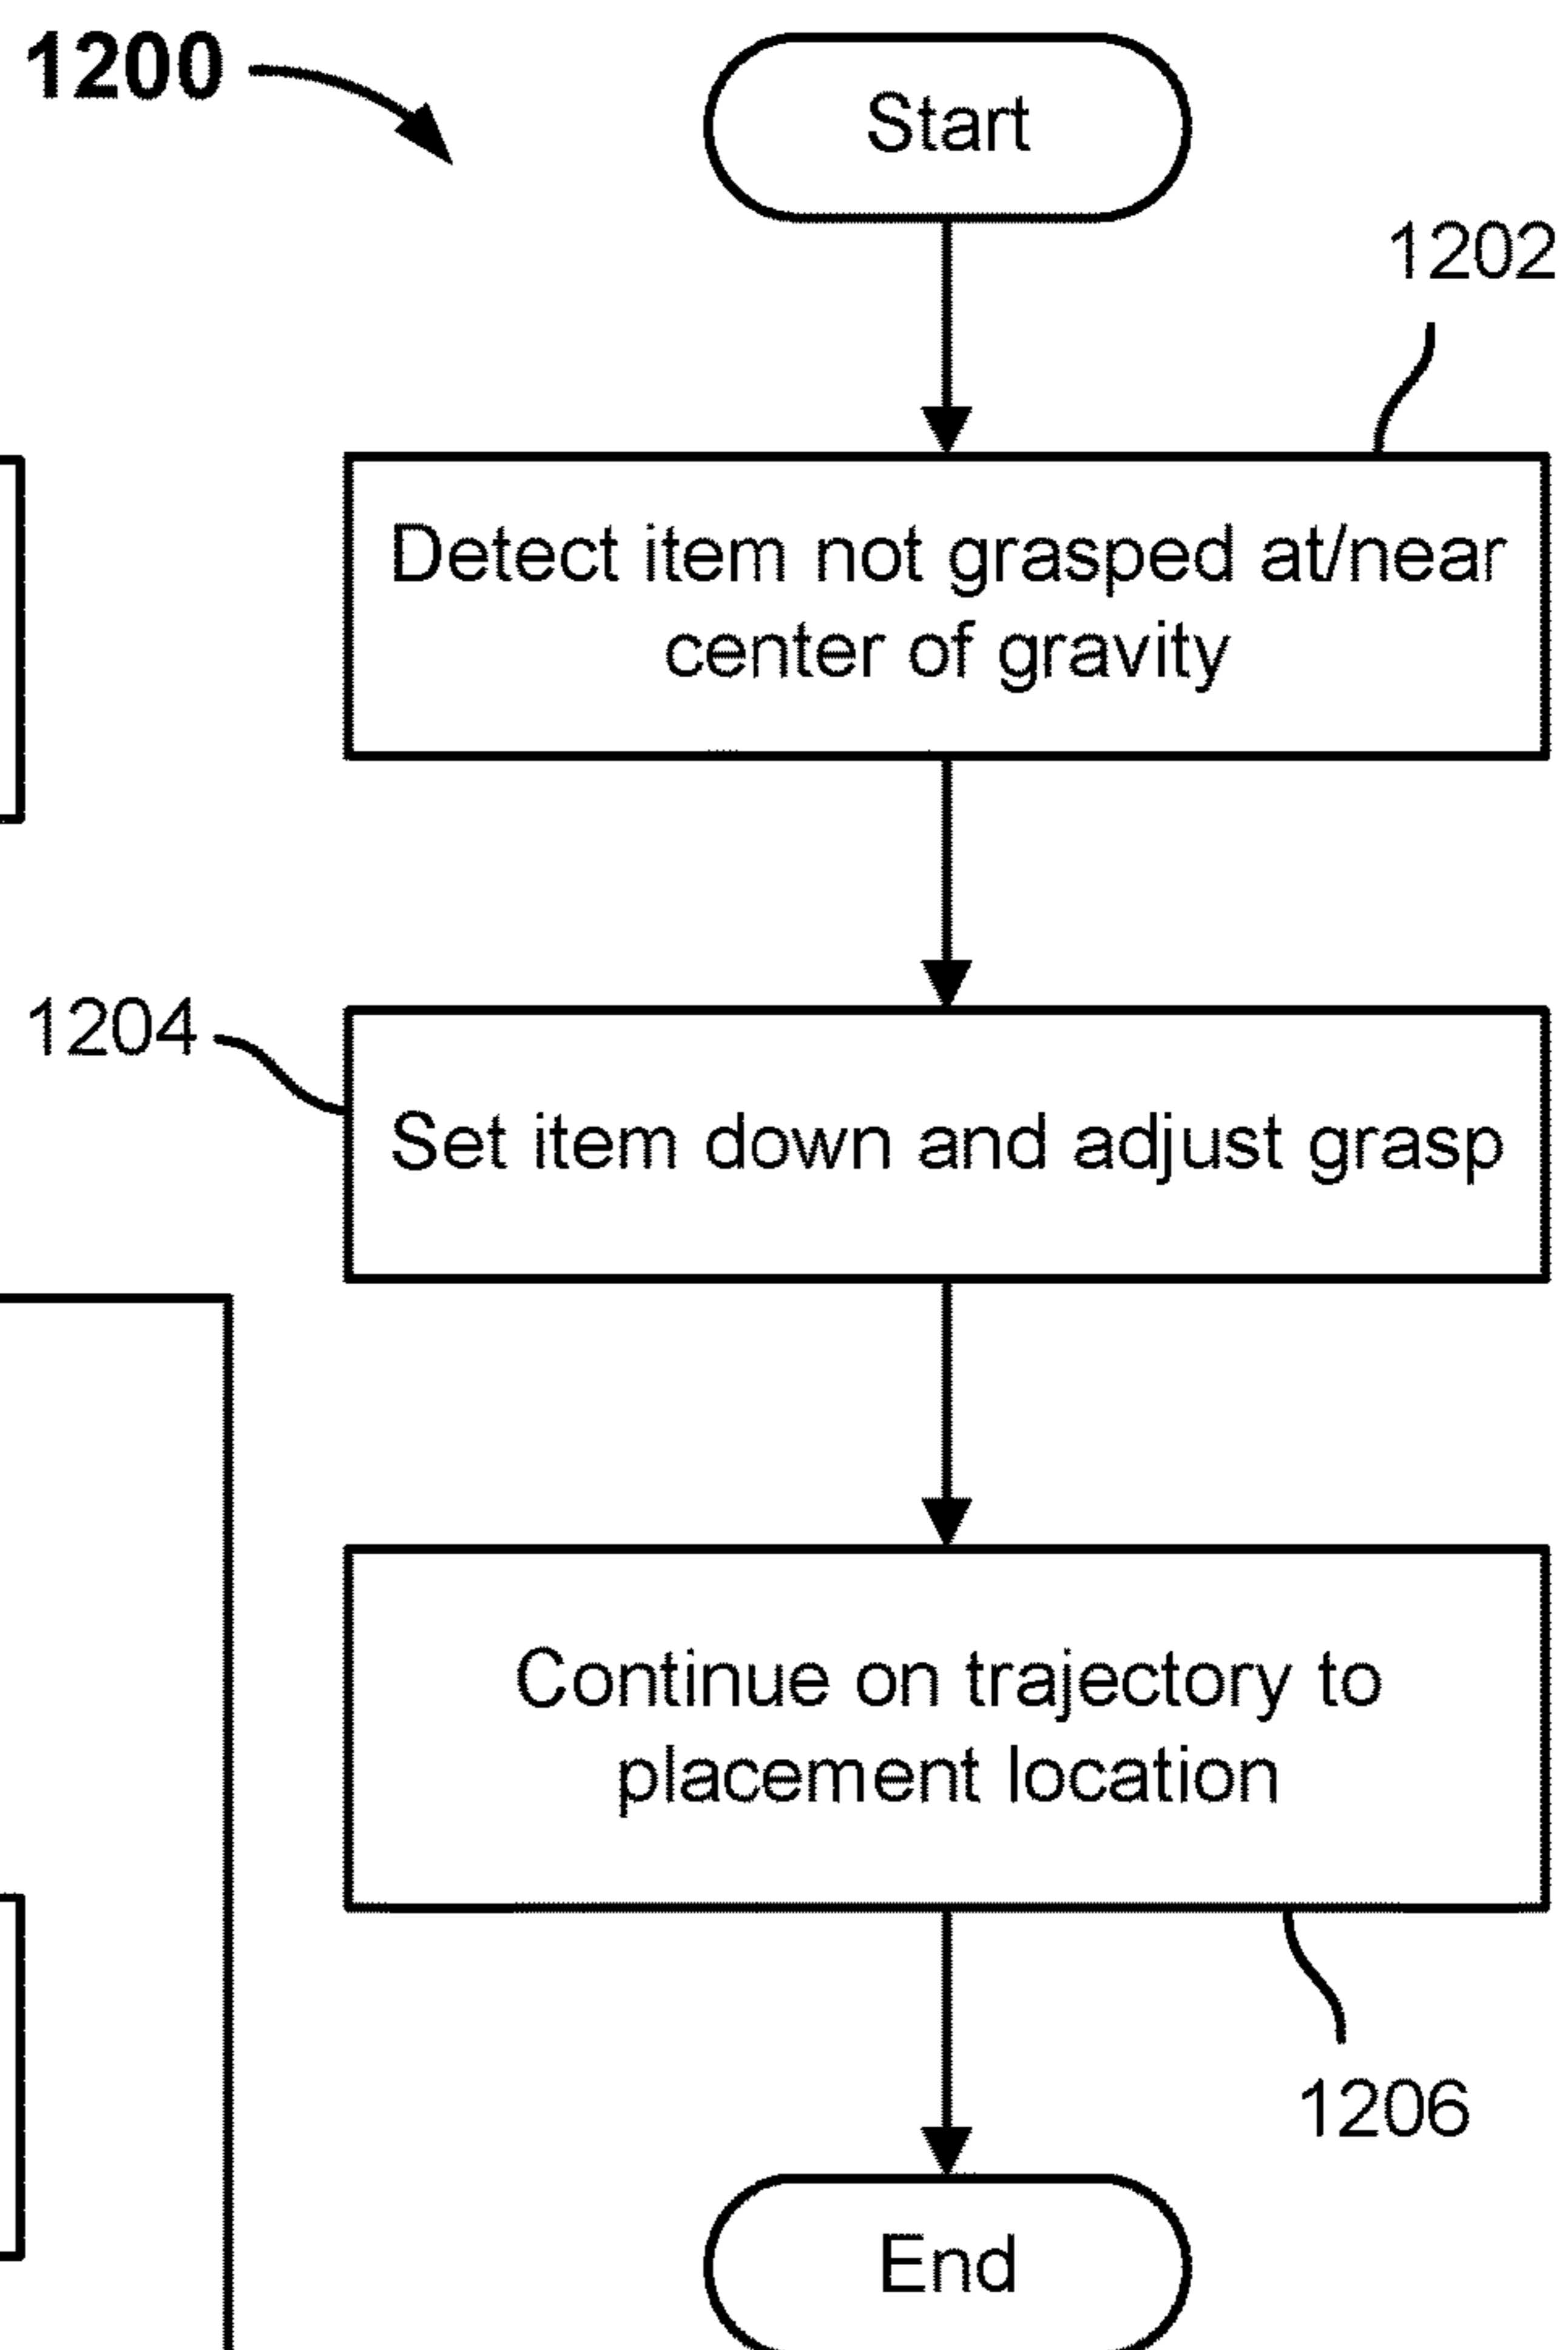 1200
Start
1202
Detect item not grasped at/near
center of gravity
1204
Set item down and adjust grasp
Continue on trajectory to
placement location
1206
End